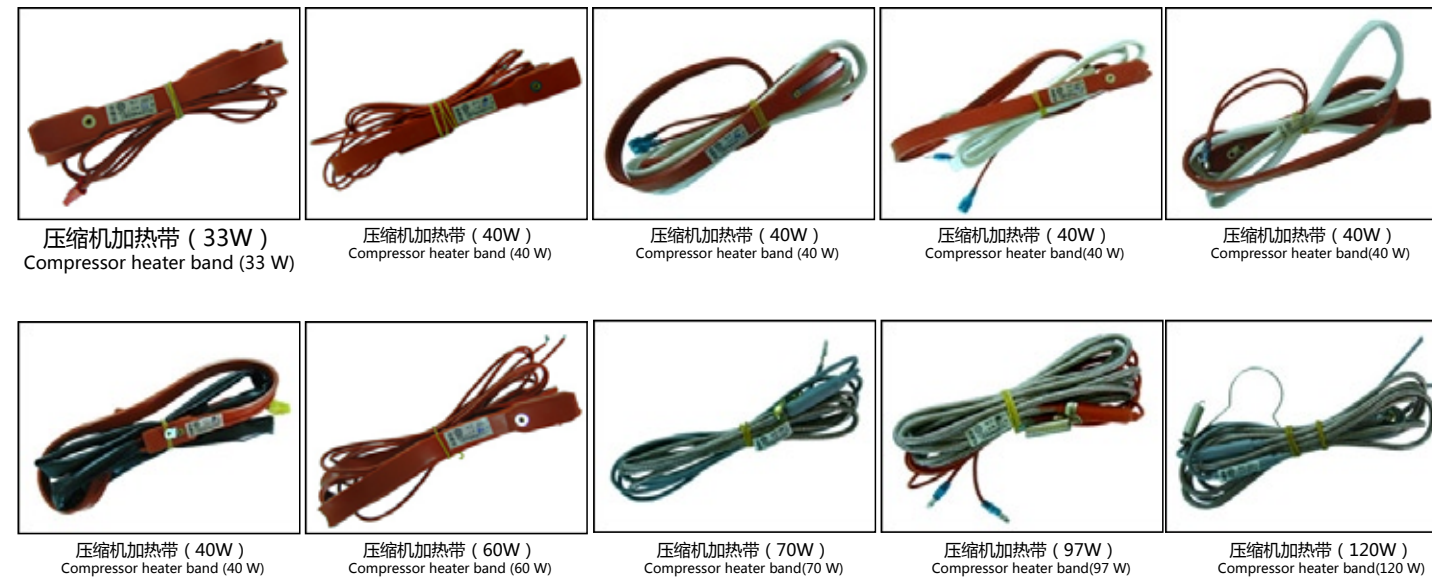 压缩机加热带（33W）
Compressor heater band (33 W)
压缩机加热带（40W）
Compressor heater band (40 W)
压缩机加热带（40W）
Compressor heater band (40 W)
压缩机加热带（40W）
Compressor heater band(40 W)
压缩机加热带（40W）
Compressor heater band(40 W)
压缩机加热带（40W）
Compressor heater band (40 W)
压缩机加热带（60W）
Compressor heater band (60 W)
压缩机加热带（70W）
Compressor heater band(70 W)
压缩机加热带（97W）
Compressor heater band(97 W)
压缩机加热带（120W）
Compressor heater band(120 W)